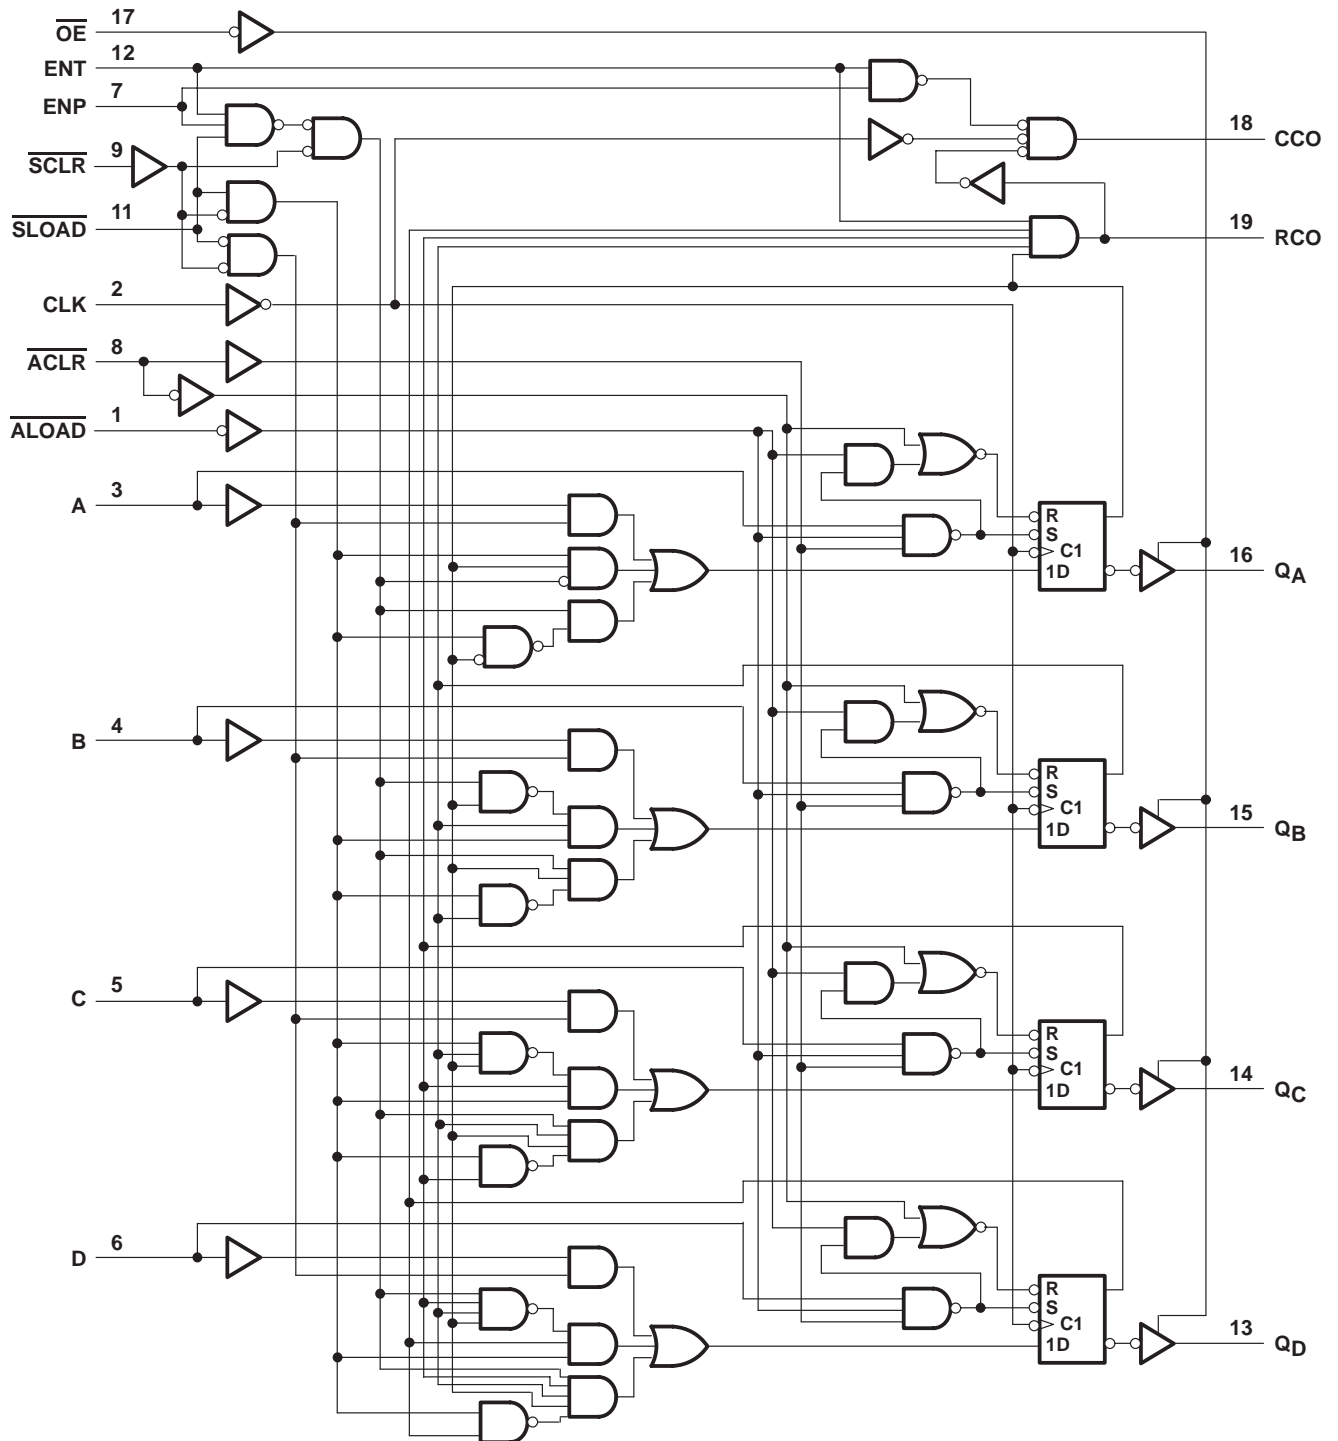 OE 17
ENT 12
ENP 7
SCLR 9
SLOAD 11
CLK 2
ACLR 8
ALOAD 1
18 CCO
19 RCO
A 3
R
S
C1
1D
16 QA
B 4
R
S
C1
1D
15 QB
C 5
R
S
C1
1D
14 QC
D 6
R
S
C1
1D
13 QD